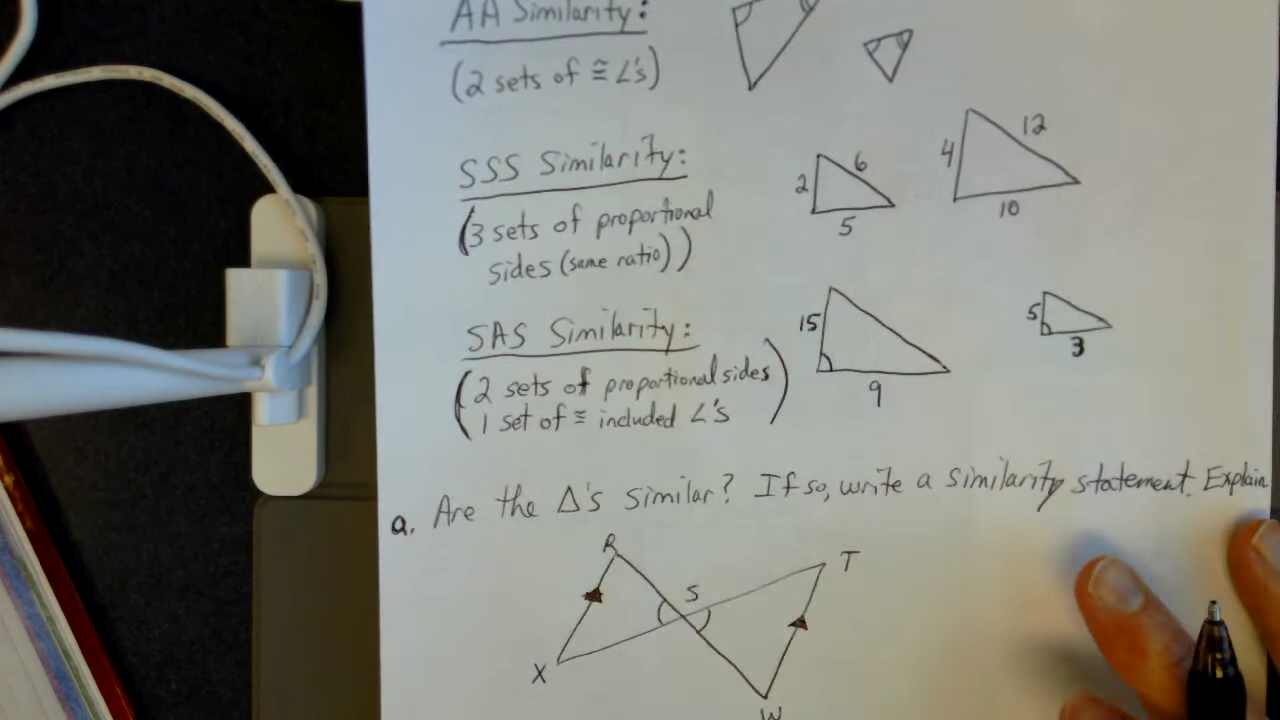 AA Similarity:
(2 sets of ≅ ∠'s)
SSS Similarity:
(3 sets of proportional
sides (same ratio))
2
6
5
4
12
10
SAS Similarity:
(2 sets of proportional sides
1 set of ≅ included ∠'s)
15
9
5
3
a. Are the Δ's similar? If so, write a similarity statement. Explain
R
S
T
X
W